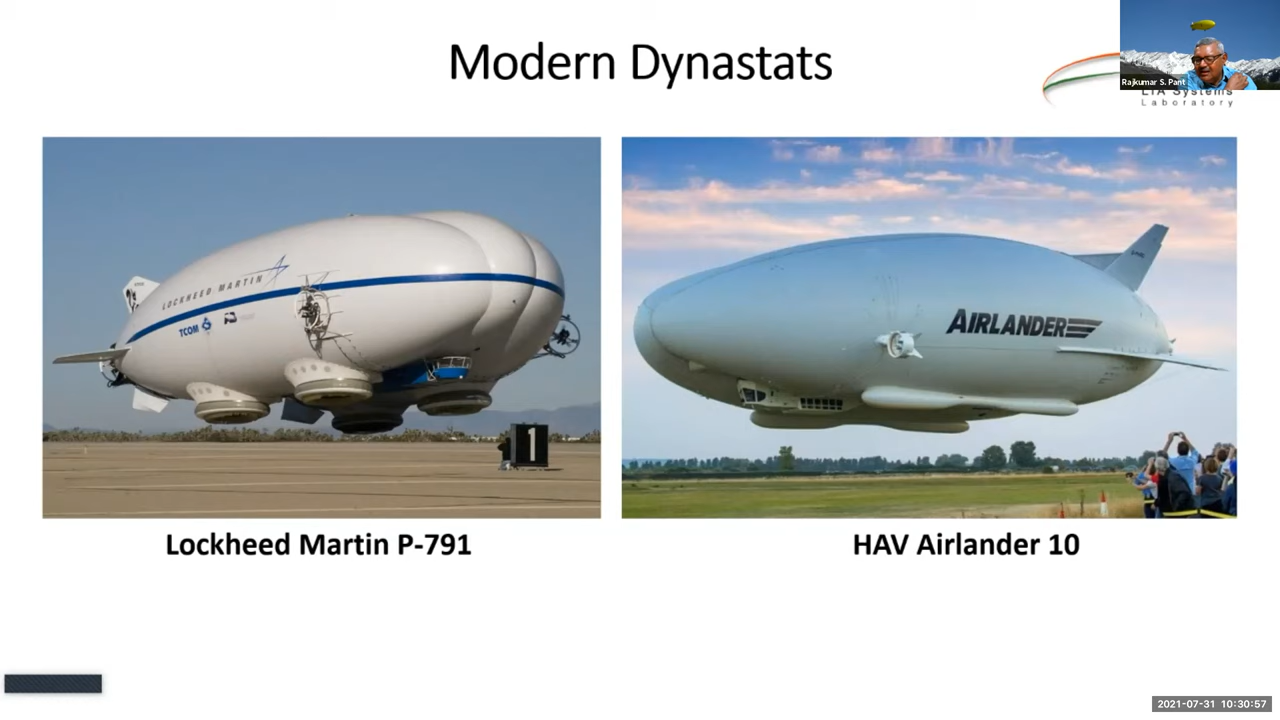 Modern Dynastats
Rajkumar S. Pant
LTA Systems
Laboratory
LOCKHEED MARTIN
TCOM
1
AIRLANDER
Lockheed Martin P-791
HAV Airlander 10
2021-07-31 10:30:57